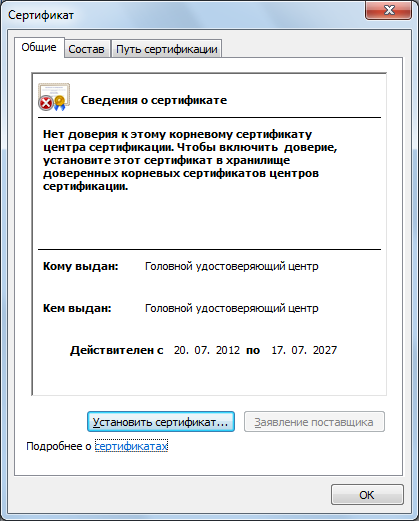 Сертификат
Общие Состав Путь сертификации
Сведения о сертификате
Нет доверия к этому корневому сертификату
центра сертификации. Чтобы включить доверие,
установите этот сертификат в хранилище
доверенных корневых сертификатов центров
сертификации.
Кому выдан: Головной удостоверяющий центр
Кем выдан: Головной удостоверяющий центр
Действителен с 20. 07. 2012 по 17. 07. 2027
Установить сертификат... Заявление поставщика
Подробнее о сертификатах
ОК